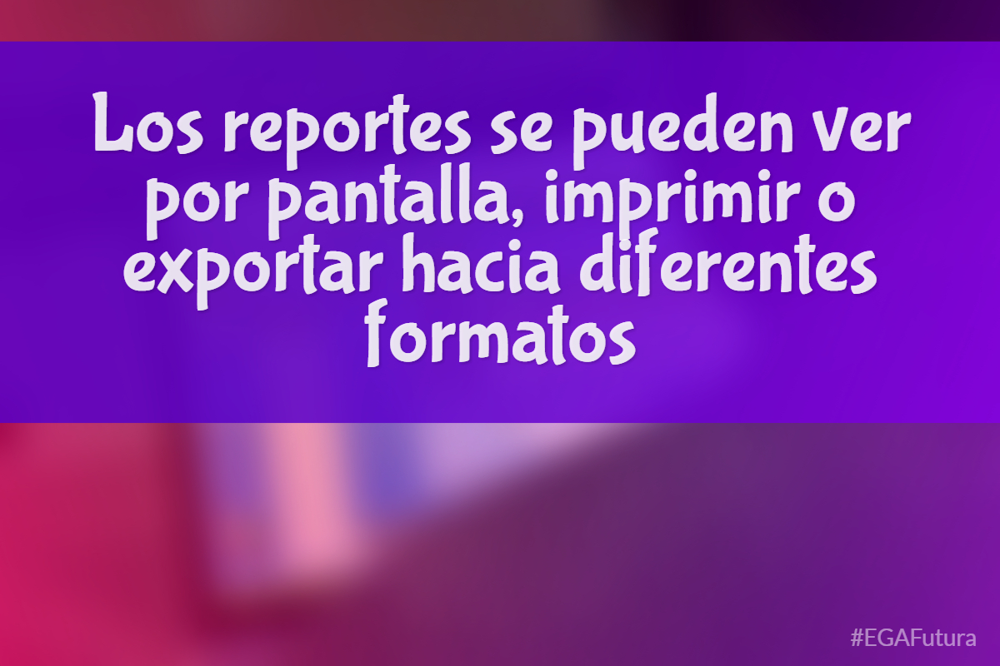 Los reportes se pueden ver
por pantalla, imprimir o
exportar hacia diferentes
formatos
#EGAFutura